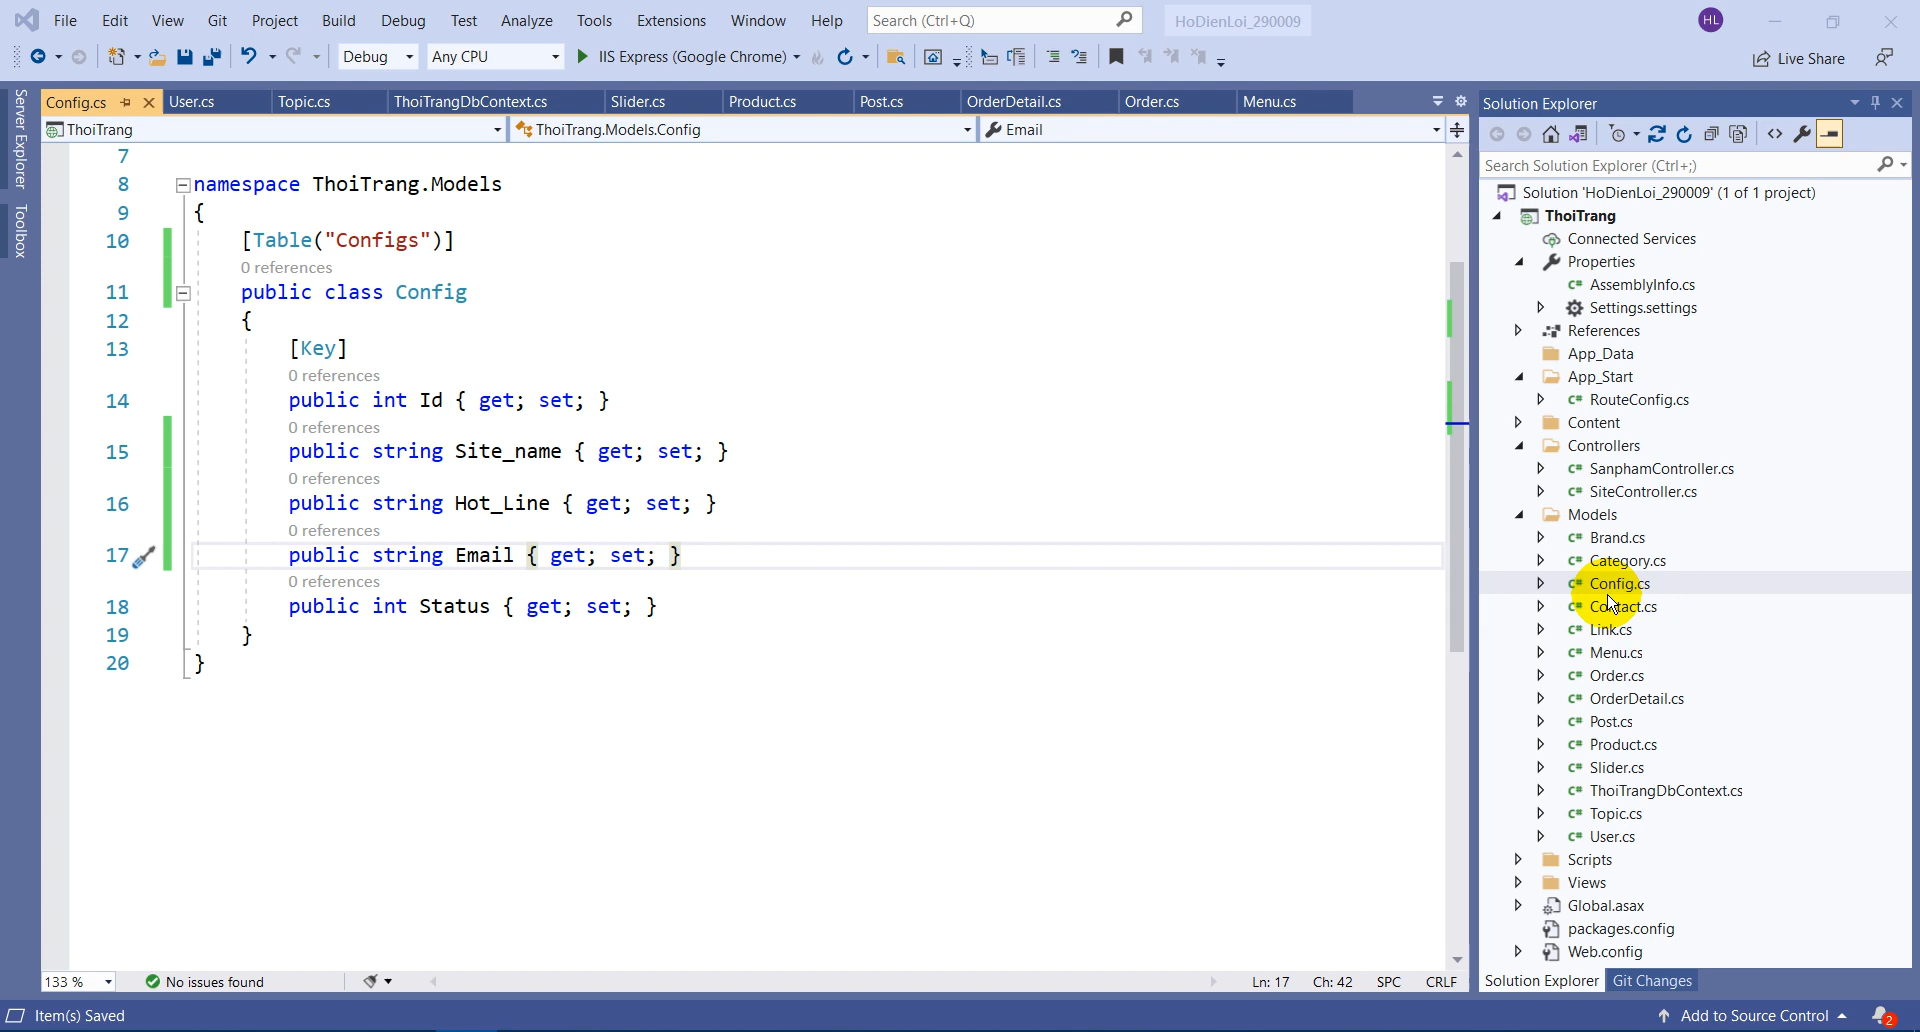 File Edit View Git Project Build Debug Test Analyze Tools Extensions Window Help Search (Ctrl+Q) HoDienLoi_290009 HL
Debug Any CPU IIS Express (Google Chrome) Live Share
Server Explorer
Toolbox
Config.cs User.cs Topic.cs ThoiTrangDbContext.cs Slider.cs Product.cs Post.cs OrderDetail.cs Order.cs Menu.cs
ThoiTrang ThoiTrang.Models.Config Email
7
8 namespace ThoiTrang.Models
9 {
10 [Table("Configs")]
0 references
11 public class Config
12 {
13 [Key]
0 references
14 public int Id { get; set; }
0 references
15 public string Site_name { get; set; }
0 references
16 public string Hot_Line { get; set; }
0 references
17 public string Email { get; set; }
0 references
18 public int Status { get; set; }
19 }
20 }
133 % No issues found Ln: 17 Ch: 42 SPC CRLF
Solution Explorer
Search Solution Explorer (Ctrl+;)
Solution 'HoDienLoi_290009' (1 of 1 project)
ThoiTrang
Connected Services
Properties
C# AssemblyInfo.cs
Settings.settings
References
App_Data
App_Start
C# RouteConfig.cs
Content
Controllers
C# SanphamController.cs
C# SiteController.cs
Models
C# Brand.cs
C# Category.cs
C# Config.cs
C# Contact.cs
C# Link.cs
C# Menu.cs
C# Order.cs
C# OrderDetail.cs
C# Post.cs
C# Product.cs
C# Slider.cs
C# ThoiTrangDbContext.cs
C# Topic.cs
C# User.cs
Scripts
Views
Global.asax
packages.config
Web.config
Solution Explorer Git Changes
Item(s) Saved Add to Source Control 2